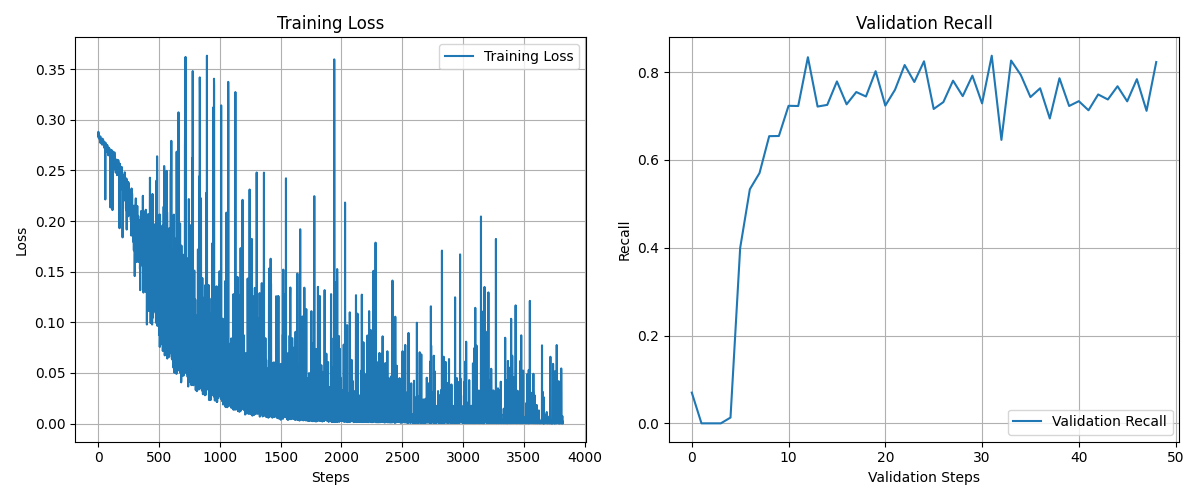 Training Loss
Training Loss
0.35
0.30
0.25
0.20
0.15
0.10
0.05
0.00
Loss
0 500 1000 1500 2000 2500 3000 3500 4000
Steps
Validation Recall
0.8
0.6
0.4
0.2
0.0
Recall
Validation Recall
0 10 20 30 40 50
Validation Steps